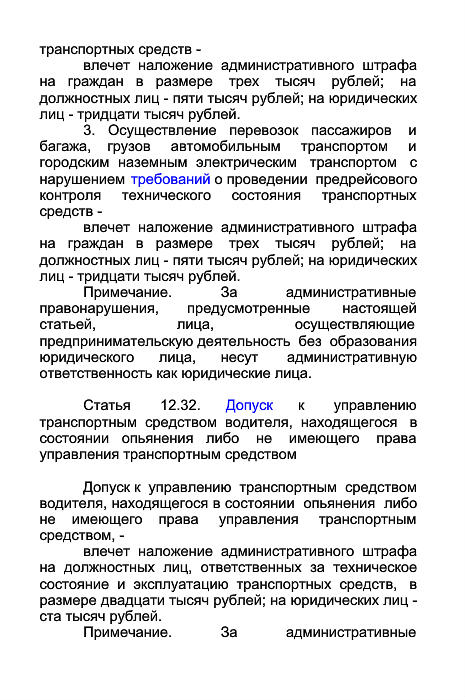 транспортных средств -
влечет наложение административного штрафа
на граждан в размере трех тысяч рублей; на
должностных лиц - пяти тысяч рублей; на юридических
лиц - тридцати тысяч рублей.
3. Осуществление перевозок пассажиров и
багажа, грузов автомобильным транспортом и
городским наземным электрическим транспортом с
нарушением требований о проведении предрейсового
контроля технического состояния транспортных
средств -
влечет наложение административного штрафа
на граждан в размере трех тысяч рублей; на
должностных лиц - пяти тысяч рублей; на юридических
лиц - тридцати тысяч рублей.
Примечание. За административные
правонарушения, предусмотренные настоящей
статьей, лица, осуществляющие
предпринимательскую деятельность без образования
юридического лица, несут административную
ответственность как юридические лица.
Статья 12.32. Допуск к управлению
транспортным средством водителя, находящегося в
состоянии опьянения либо не имеющего права
управления транспортным средством
Допуск к управлению транспортным средством
водителя, находящегося в состоянии опьянения либо
не имеющего права управления транспортным
средством, -
влечет наложение административного штрафа
на должностных лиц, ответственных за техническое
состояние и эксплуатацию транспортных средств, в
размере двадцати тысяч рублей; на юридических лиц -
ста тысяч рублей.
Примечание. За административные